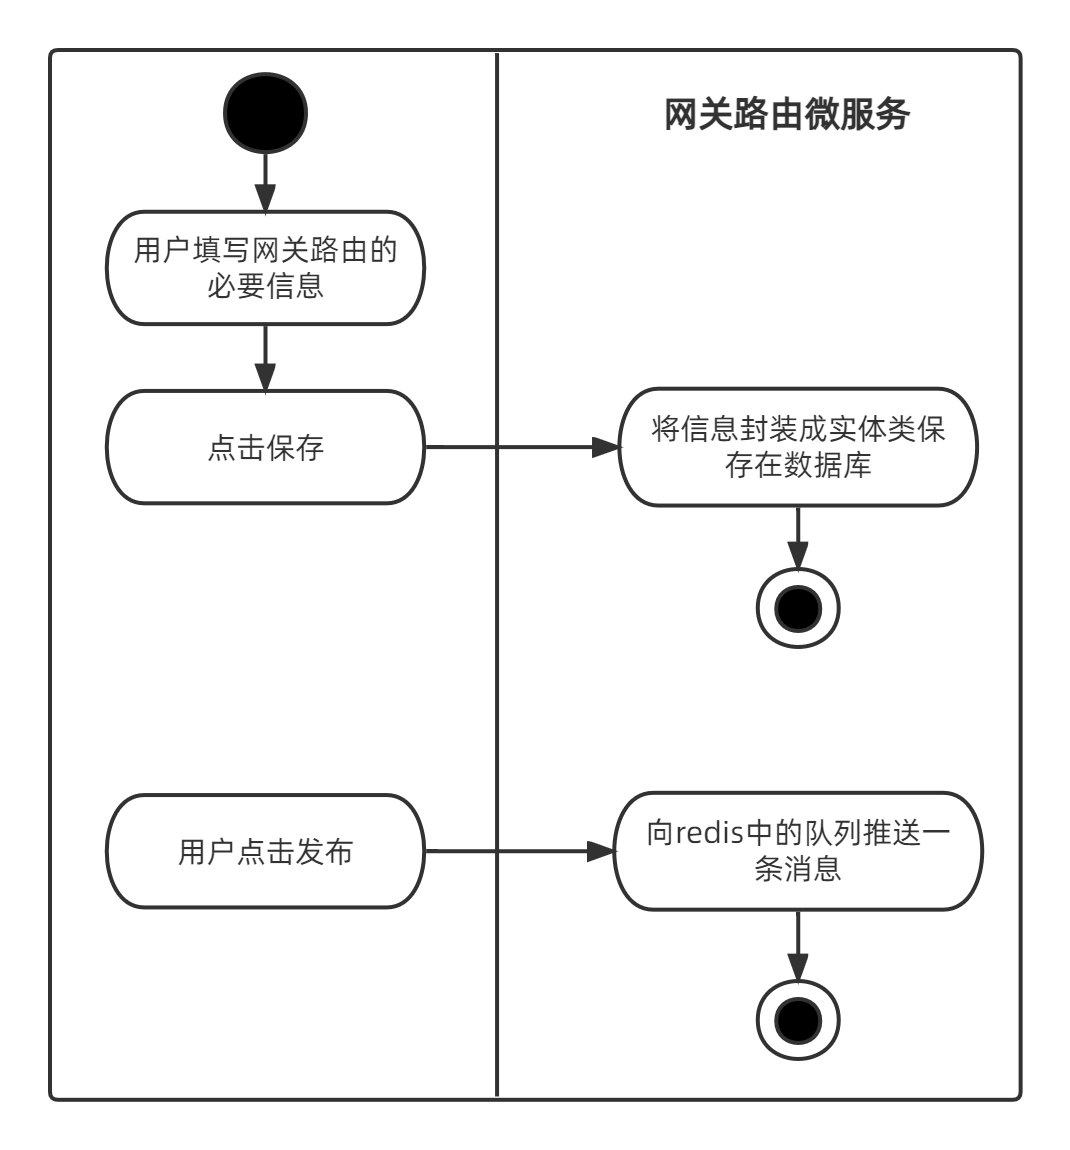 网关路由微服务
用户填写网关路由的
必要信息
点击保存
将信息封装成实体类保
存在数据库
用户点击发布
向redis中的队列推送一
条消息